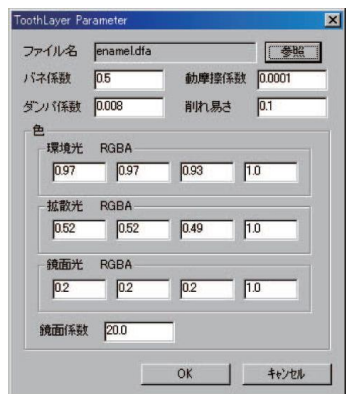 ToothLayer Parameter
ファイル名 enamel.dfa 参照
バネ係数 0.5 動摩擦係数 0.0001
ダンパ係数 0.008 削れ易さ 0.1
色
環境光 RGBA
0.97 0.97 0.93 1.0
拡散光 RGBA
0.52 0.52 0.49 1.0
鏡面光 RGBA
0.2 0.2 0.2 1.0
鏡面係数 20.0
OK キャンセル